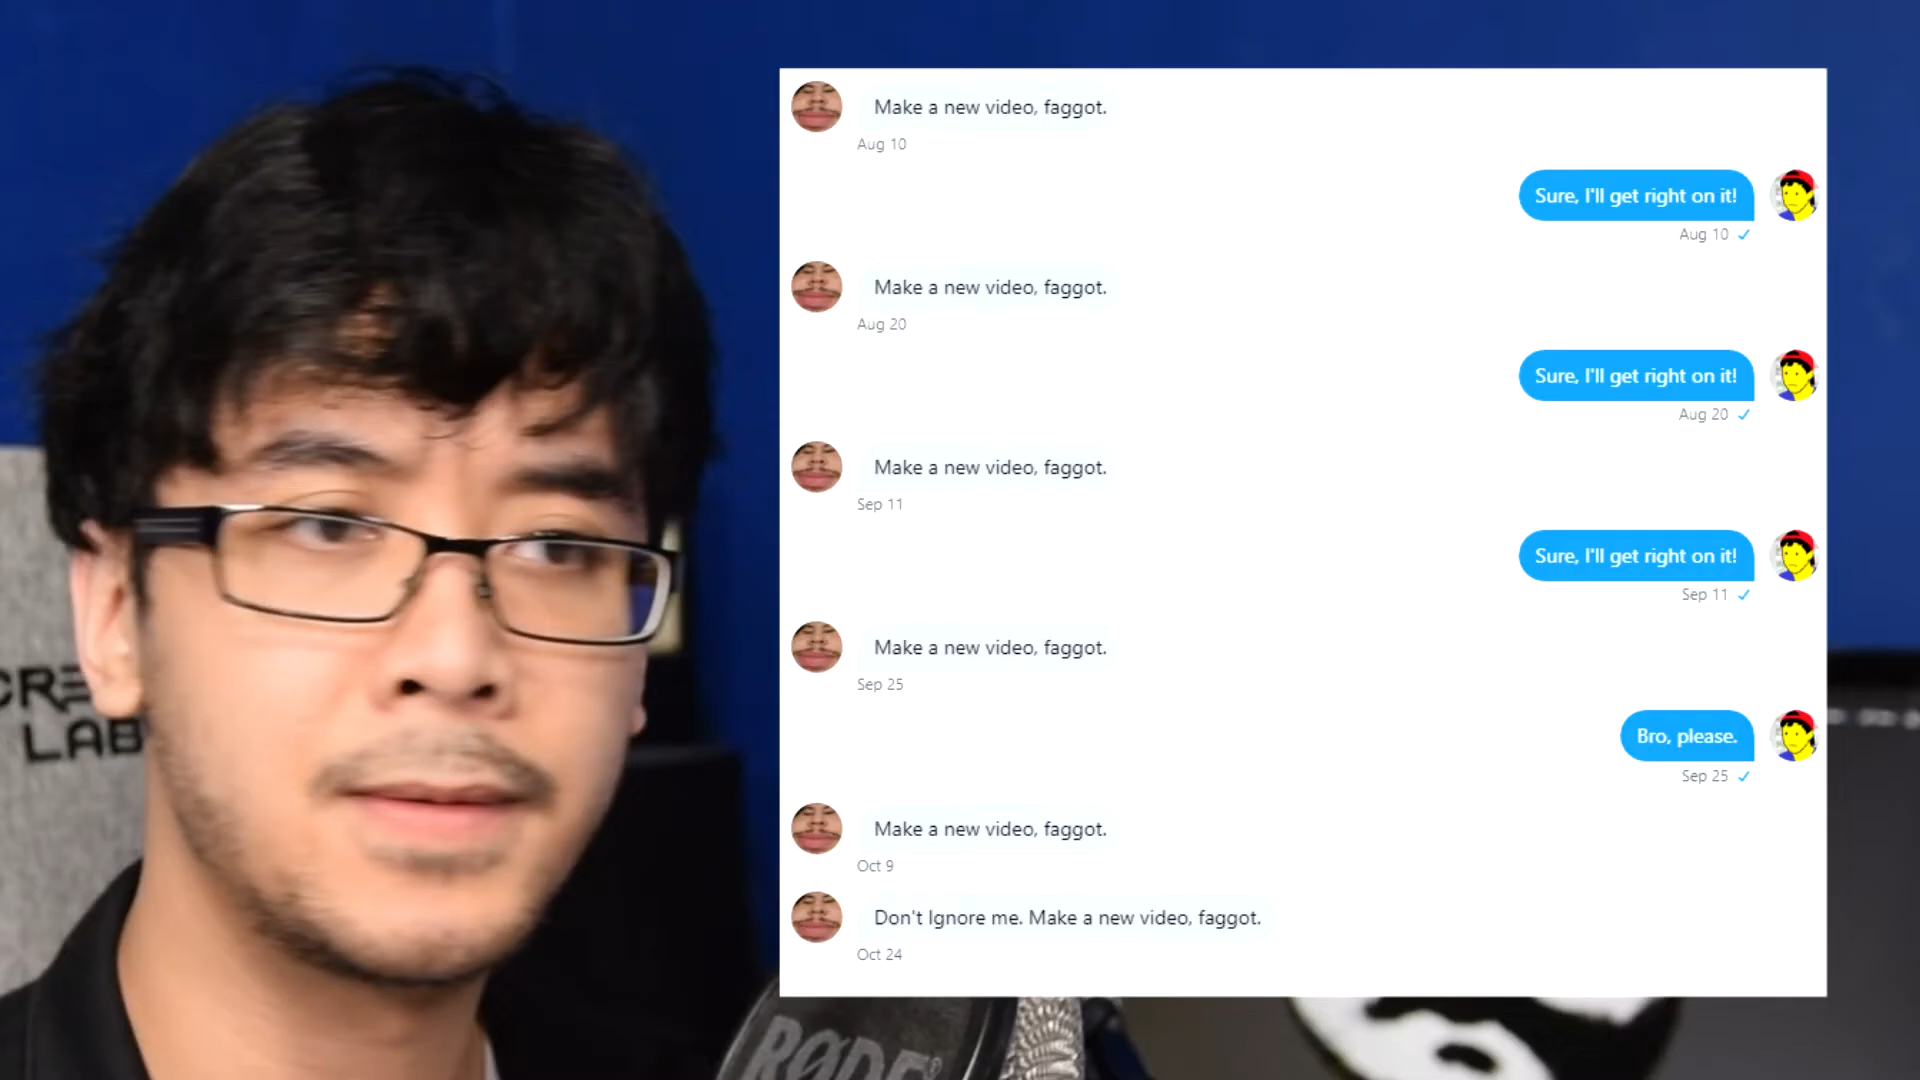 Make a new video, faggot.
Aug 10
Sure, I'll get right on it!
Aug 10
Make a new video, faggot.
Aug 20
Sure, I'll get right on it!
Aug 20
Make a new video, faggot.
Sep 11
Sure, I'll get right on it!
Sep 11
Make a new video, faggot.
Sep 25
Bro, please.
Sep 25
Make a new video, faggot.
Oct 9
Don't Ignore me. Make a new video, faggot.
Oct 24
CRE
LAB
RØDE